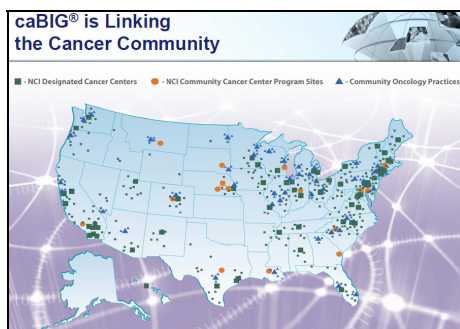 caBIG® is Linking
the Cancer Community
- NCI Designated Cancer Centers - NCI Community Cancer Center Program Sites - Community Oncology Practices